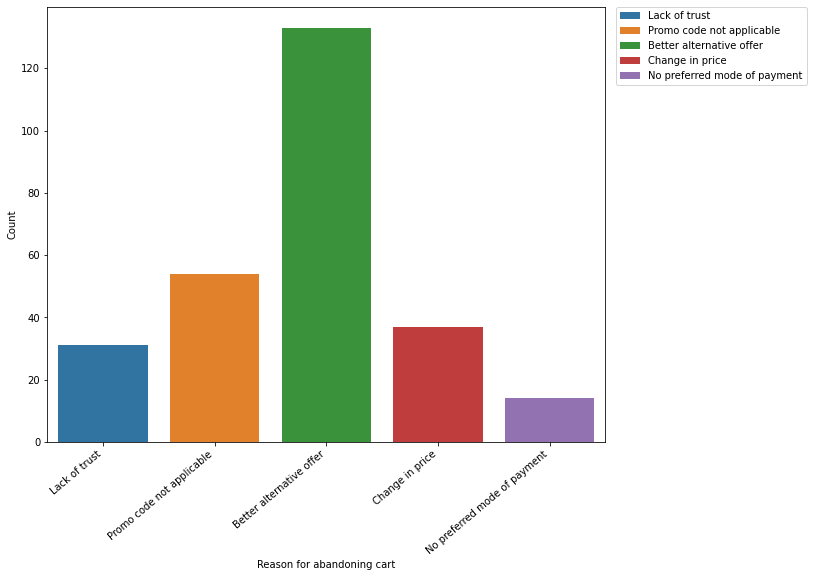 Lack of trust
Promo code not applicable
Better alternative offer
Change in price
No preferred mode of payment
Count
120
100
80
60
40
20
0
Lack of trust
Promo code not applicable
Better alternative offer
Change in price
No preferred mode of payment
Reason for abandoning cart